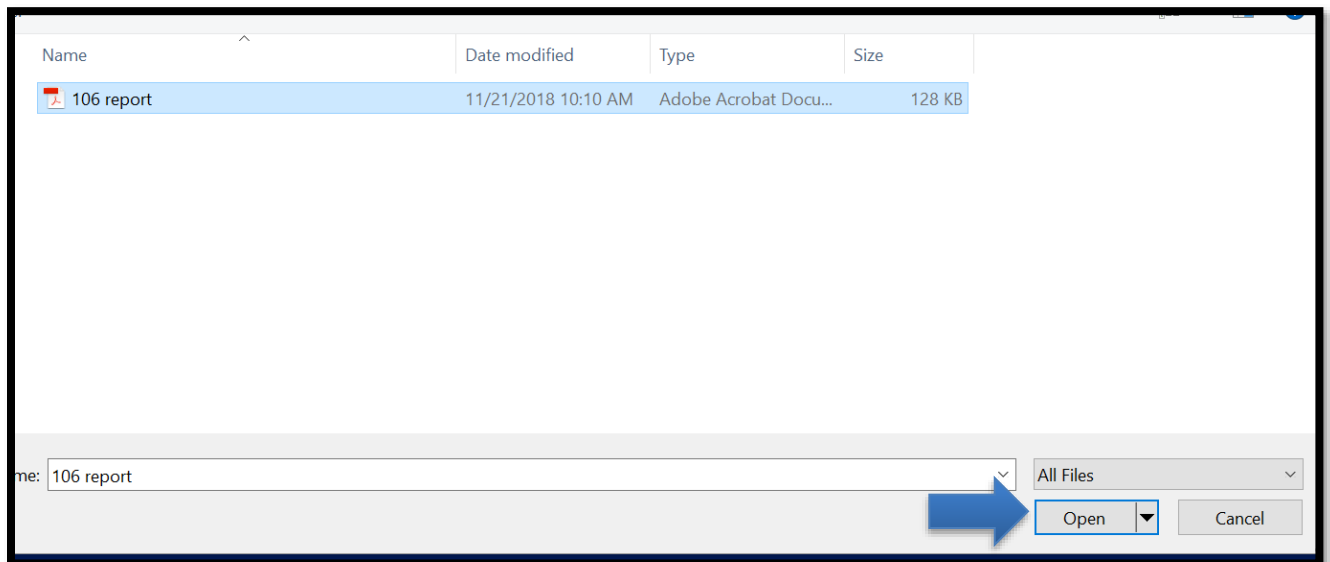 Name Date modified Type Size
106 report 11/21/2018 10:10 AM Adobe Acrobat Docu... 128 KB
me: 106 report All Files
Open Cancel